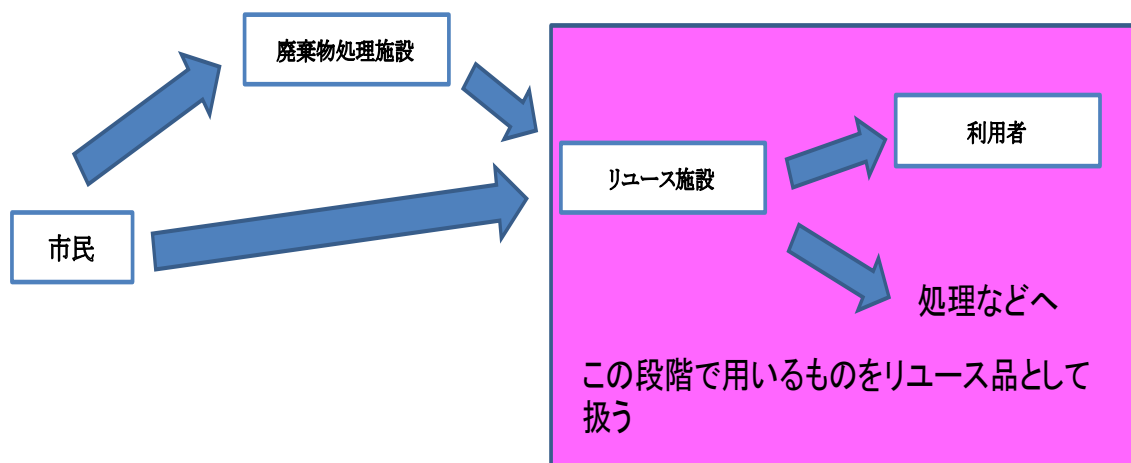 廃棄物処理施設
利用者
リユース施設
市民
処理などへ
この段階で用いるものをリユース品として
扱う